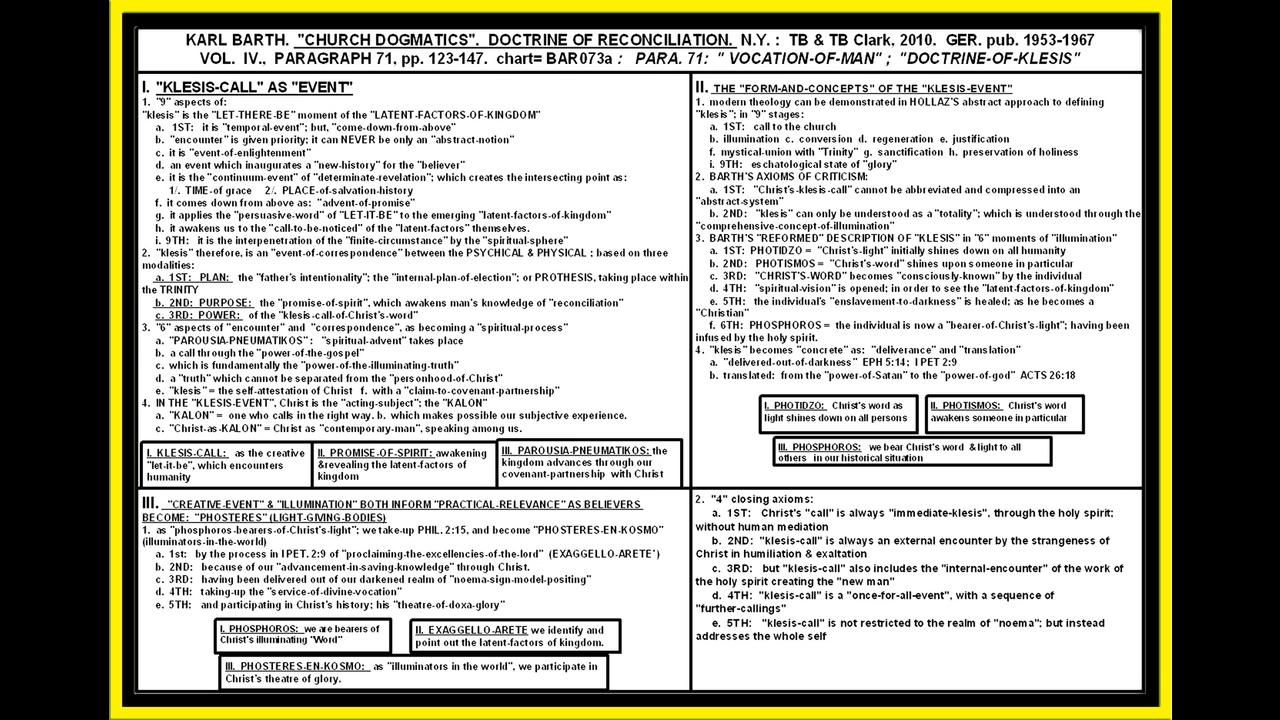 KARL BARTH. "CHURCH DOGMATICS". DOCTRINE OF RECONCILIATION. N.Y. : TB & TB Clark, 2010. GER. pub. 1953-1967
VOL. IV., PARAGRAPH 71, pp. 123-147. chart= BAR073a : PARA. 71: " VOCATION-OF-MAN" ; "DOCTRINE-OF-KLESIS"
I. "KLESIS-CALL" AS "EVENT"
1. "9" aspects of:
"klesis" is the "LET-THERE-BE" moment of the "LATENT-FACTORS-OF-KINGDOM"
a. 1ST: it is "temporal-event"; but, "come-down-from-above"
b. "encounter" is given priority; it can NEVER be only an "abstract-notion"
c. it is "event-of-enlightenment"
d. an event which inaugurates a "new-history" for the "believer"
e. it is the "continuum-event" of "determinate-revelation"; which creates the intersecting point as:
1/. TIME-of grace 2/. PLACE-of-salvation-history
f. it comes down from above as: "advent-of-promise"
g. it applies the "persuasive-word" of "LET-IT-BE" to the emerging "latent-factors-of-kingdom"
h. it awakens us to the "call-to-be-noticed" of the "latent-factors" themselves.
i. 9TH: it is the interpenetration of the "finite-circumstance" by the "spiritual-sphere"
2. "klesis" therefore, is an "event-of-correspondence" between the PSYCHICAL & PHYSICAL ; based on three
modalities:
a. 1ST: PLAN: the "father's intentionality"; the "internal-plan-of-election"; or PROTHESIS, taking place within
the TRINITY
b. 2ND: PURPOSE: the "promise-of-spirit", which awakens man's knowledge of "reconciliation"
c. 3RD: POWER: of the "klesis-call-of-Christ's-word"
3. "6" aspects of "encounter" and "correspondence", as becoming a "spiritual-process"
a. "PAROUSIA-PNEUMATIKOS" : "spiritual-advent" takes place
b. a call through the "power-of-the-gospel"
c. which is fundamentally the "power-of-the-illuminating-truth"
d. a "truth" which cannot be separated from the "personhood-of-Christ"
e. "klesis" = the self-attestation of Christ f. with a "claim-to-covenant-partnership"
4. IN THE "KLESIS-EVENT", Christ is the "acting-subject"; the "KALON"
a. "KALON" = one who calls in the right way. b. which makes possible our subjective experience.
c. "Christ-as-KALON" = Christ as "contemporary-man", speaking among us.
I. KLESIS-CALL: as the creative
"let-it-be", which encounters
humanity
II. PROMISE-OF-SPIRIT: awakening
&revealing the latent-factors of
kingdom
III. PAROUSIA-PNEUMATIKOS: the
kingdom advances through our
covenant-partnership with Christ
II. THE "FORM-AND-CONCEPTS" OF THE "KLESIS-EVENT"
1. modern theology can be demonstrated in HOLLAZ'S abstract approach to defining
"klesis"; in "9" stages:
a. 1ST: call to the church
b. illumination c. conversion d. regeneration e. justification
f. mystical-union with "Trinity" g. sanctification h. preservation of holiness
i. 9TH: eschatological state of "glory"
2. BARTH'S AXIOMS OF CRITICISM:
a. 1ST: "Christ's-klesis-call" cannot be abbreviated and compressed into an
"abstract-system"
b. 2ND: "klesis" can only be understood as a "totality"; which is understood through the
"comprehensive-concept-of-illumination"
3. BARTH'S "REFORMED" DESCRIPTION OF "KLESIS" in "6" moments of "illumination"
a. 1ST: PHOTIDZO = "Christ's-light" initially shines down on all humanity
b. 2ND: PHOTISMOS = "Christ's-word" shines upon someone in particular
c. 3RD: "CHRIST'S-WORD" becomes "consciously-known" by the individual
d. 4TH: "spiritual-vision" is opened; in order to see the "latent-factors-of-kingdom"
e. 5TH: the individual's "enslavement-to-darkness" is healed; as he becomes a
"Christian"
f. 6TH: PHOSPHOROS = the individual is now a "bearer-of-Christ's-light"; having been
infused by the holy spirit.
4. "klesis" becomes "concrete" as: "deliverance" and "translation"
a. "delivered-out-of-darkness" EPH 5:14; I PET 2:9
b. translated: from the "power-of-Satan" to the "power-of-god" ACTS 26:18
I. PHOTIDZO: Christ's word as
light shines down on all persons
II. PHOTISMOS: Christ's word
awakens someone in particular
III. PHOSPHOROS: we bear Christ's word & light to all
others in our historical situation
III. "CREATIVE-EVENT" & "ILLUMINATION" BOTH INFORM "PRACTICAL-RELEVANCE" AS BELIEVERS
BECOME: "PHOSTERES" (LIGHT-GIVING-BODIES)
1. as "phosphoros-bearers-of-Christ's-light"; we take-up PHIL. 2:15, and become "PHOSTERES-EN-KOSMO"
(illuminators-in-the-world)
a. 1st: by the process in I PET. 2:9 of "proclaiming-the-excellencies-of-the-lord" (EXAGGELLO-ARETE')
b. 2ND: because of our "advancement-in-saving-knowledge" through Christ.
c. 3RD: having been delivered out of our darkened realm of "noema-sign-model-positing"
d. 4TH: taking-up the "service-of-divine-vocation"
e. 5TH: and participating in Christ's history; his "theatre-of-doxa-glory"
I. PHOSPHOROS: we are bearers of
Christ's illuminating "Word"
II. EXAGGELLO-ARETE we identify and
point out the latent-factors of kingdom.
III. PHOSTERES-EN-KOSMO: as "illuminators in the world", we participate in
Christ's theatre of glory.
2. "4" closing axioms:
a. 1ST: Christ's "call" is always "immediate-klesis", through the holy spirit;
without human mediation
b. 2ND: "klesis-call" is always an external encounter by the strangeness of
Christ in humiliation & exaltation
c. 3RD: but "klesis-call" also includes the "internal-encounter" of the work of
the holy spirit creating the "new man"
d. 4TH: "klesis-call" is a "once-for-all-event", with a sequence of
"further-callings"
e. 5TH: "klesis-call" is not restricted to the realm of "noema"; but instead
addresses the whole self